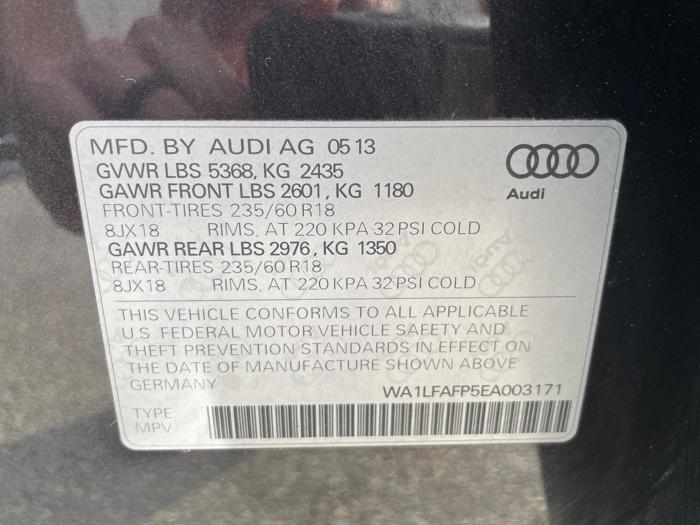 MFD. BY AUDI AG 05 13
GVWR LBS 5368, KG 2435
GAWR FRONT LBS 2601, KG 1180
FRONT-TIRES 235/60 R18
8JX18 RIMS, AT 220 KPA 32 PSI COLD
GAWR REAR LBS 2976, KG 1350
REAR-TIRES 235/60 R18
8JX18 RIMS, AT 220 KPA 32 PSI COLD
Audi
THIS VEHICLE CONFORMS TO ALL APPLICABLE
U.S. FEDERAL MOTOR VEHICLE SAFETY AND
THEFT PREVENTION STANDARDS IN EFFECT ON
THE DATE OF MANUFACTURE SHOWN ABOVE
GERMANY
WA1LFAFP5EA003171
TYPE
MPV